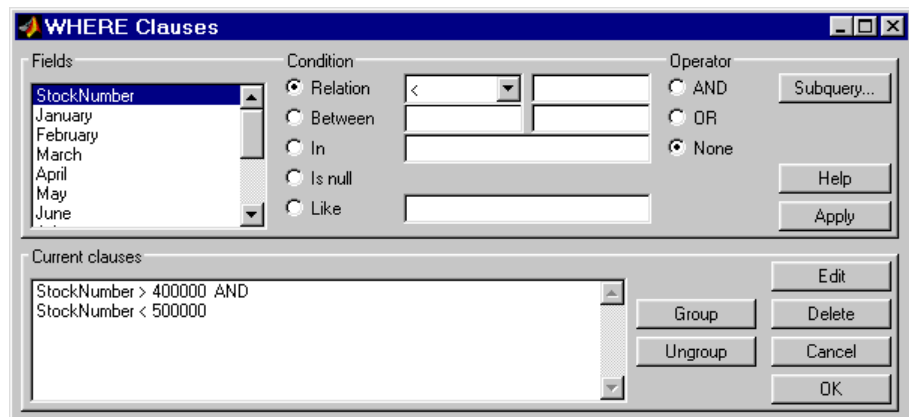 WHERE Clauses
Fields
StockNumber
January
February
March
April
May
June
Condition
Relation
<
Between
In
Is null
Like
Operator
AND
OR
None
Subquery...
Help
Apply
Current clauses
StockNumber > 400000 AND
StockNumber < 500000
Group
Ungroup
Edit
Delete
Cancel
OK